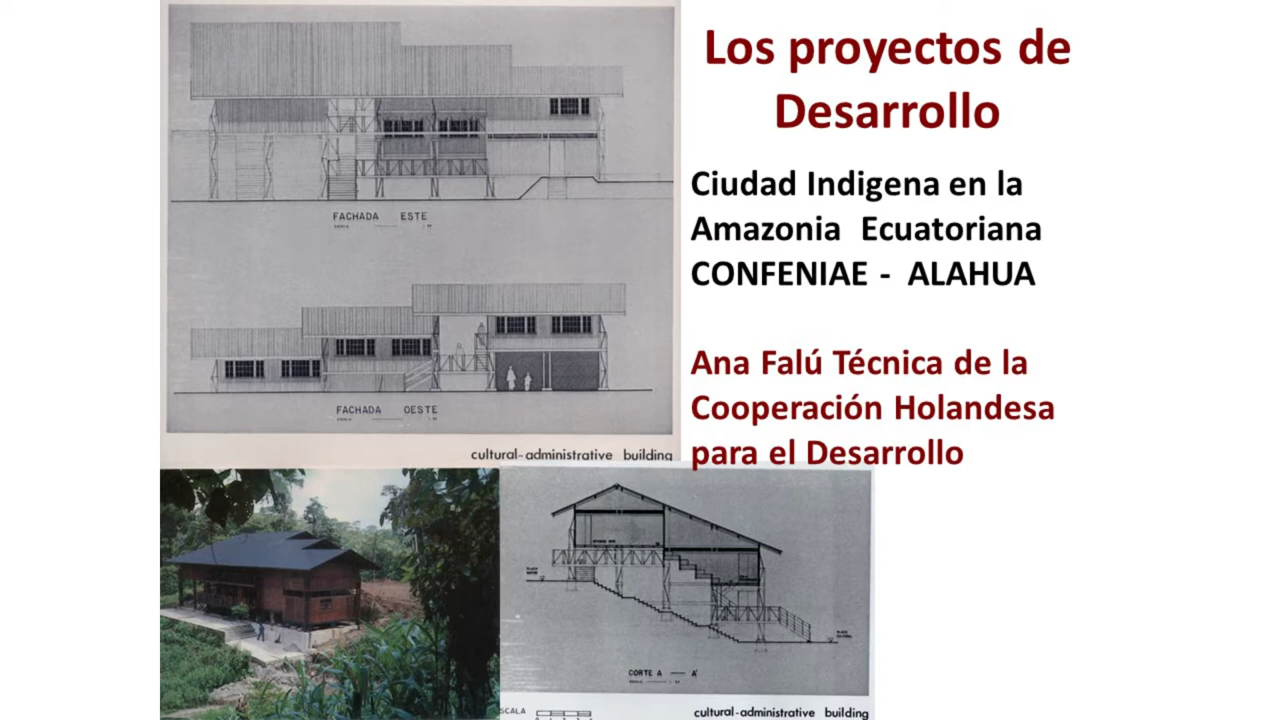 Los proyectos de
Desarrollo
Ciudad Indigena en la
Amazonia Ecuatoriana
CONFENIAE - ALAHUA
Ana Falú Técnica de la
Cooperación Holandesa
para el Desarrollo
FACHADA ESTE
FACHADA OESTE
cultural-administrative building
CORTE A — A'
SCALA
cultural-administrative building